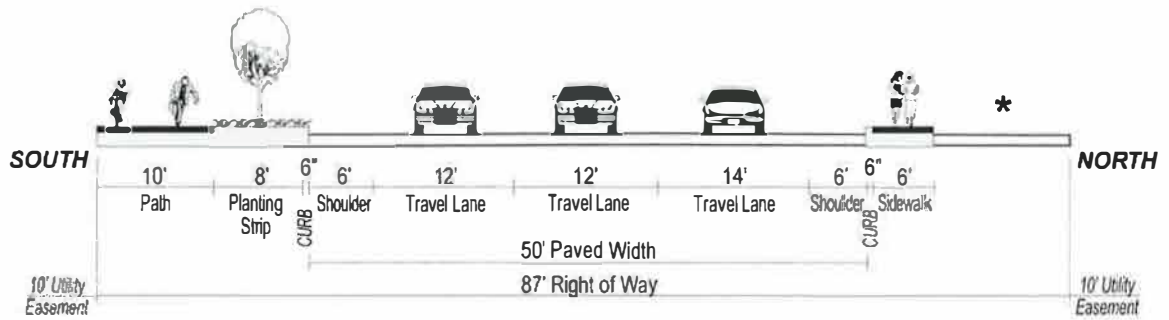 *
SOUTH
NORTH
10' 8' 6" 6' 12' 12' 14' 6' 6" 6'
Path Planting Strip CURB Shoulder Travel Lane Travel Lane Travel Lane Shoulder CURB Sidewalk
50' Paved Width
87' Right of Way
10' Utility
Easement
10' Utility
Easement